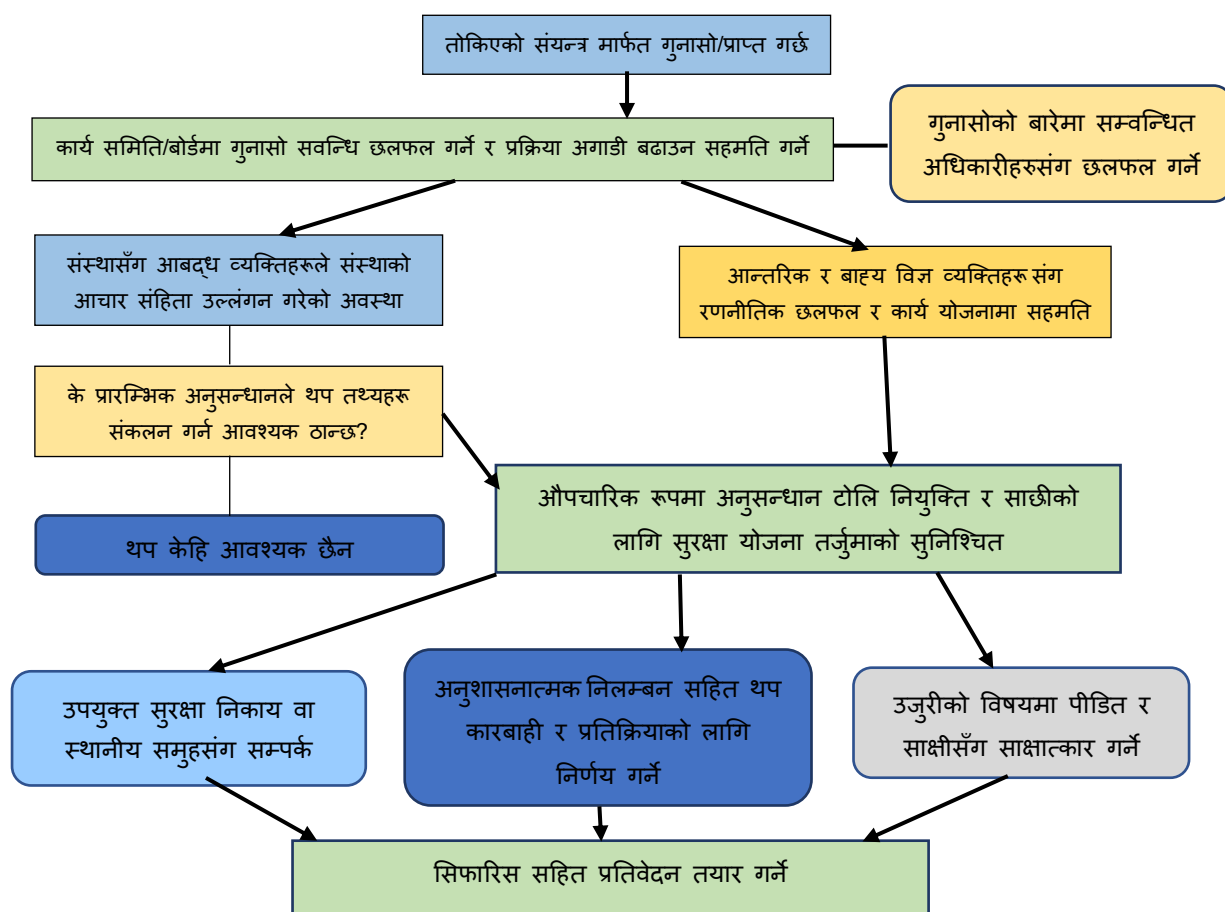 तोकिएको संयन्त्र मार्फत गुनासो/प्राप्त गर्छ
कार्य समिति/बोर्डमा गुनासो सवन्धि छलफल गर्ने र प्रक्रिया अगाडी बढाउन सहमति गर्ने
गुनासोको बारेमा सम्वन्धित
अधिकारीहरुसंग छलफल गर्ने
संस्थासँग आबद्ध व्यक्तिहरूले संस्थाको
आचार संहिता उल्लंगन गरेको अवस्था
आन्तरिक र बाह्य विज्ञ व्यक्तिहरू संग
रणनीतिक छलफल र कार्य योजनामा सहमति
के प्रारम्भिक अनुसन्धानले थप तथ्यहरू
संकलन गर्न आवश्यक ठान्छ?
औपचारिक रूपमा अनुसन्धान टोलि नियुक्ति र साछीको
लागि सुरक्षा योजना तर्जुमाको सुनिश्चित
थप केहि आवश्यक छैन
उपयुक्त सुरक्षा निकाय वा
स्थानीय समुहसंग सम्पर्क
अनुशासनात्मक निलम्बन सहित थप
कारबाही र प्रतिक्रियाको लागि
निर्णय गर्ने
उजुरीको विषयमा पीडित र
साक्षीसँग साक्षात्कार गर्ने
सिफारिस सहित प्रतिवेदन तयार गर्ने